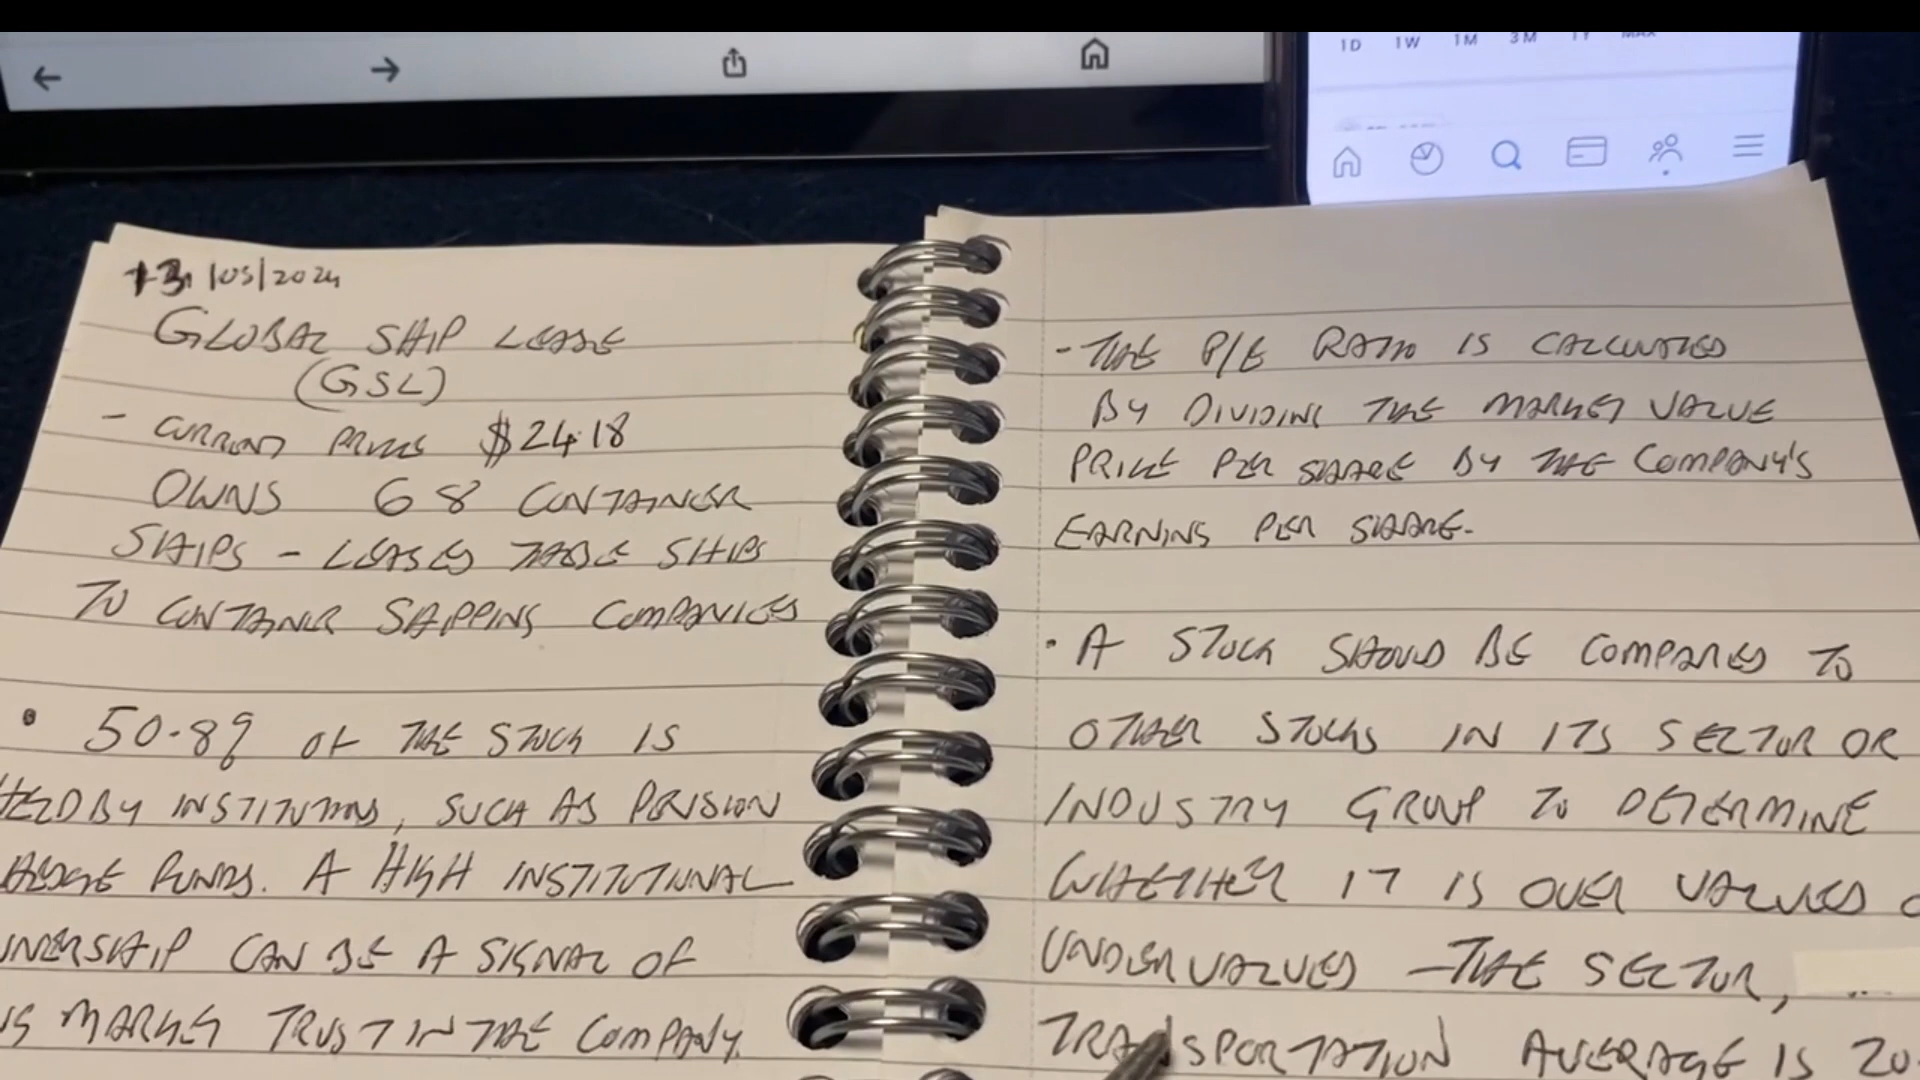 1D 1W 1M 3M 1Y MAX
13/05/2024
GLOBAL SHIP LEASE
(GSL)
- CURRENT PRICE $24.18
OWNS 68 CONTAINER
SHIPS - LEASES THESE SHIPS
TO CONTAINER SHIPPING COMPANIES
• 50.89 OF THE STOCK IS
HELD BY INSTITUTIONS, SUCH AS PENSION
HEDGE FUNDS. A HIGH INSTITUTIONAL
OWNERSHIP CAN BE A SIGNAL OF
MARKET TRUST IN THE COMPANY.
- THE P/E RATIO IS CALCULATED
BY DIVIDING THE MARKET VALUE
PRICE PER SHARE BY THE COMPANY'S
EARNING PER SHARE.
• A STOCK SHOULD BE COMPARED TO
OTHER STOCKS IN ITS SECTOR OR
INDUSTRY GROUP TO DETERMINE
WHETHER IT IS OVER VALUED
UNDERVALUED - THE SECTOR,
TRANSPORTATION AVERAGE IS 20